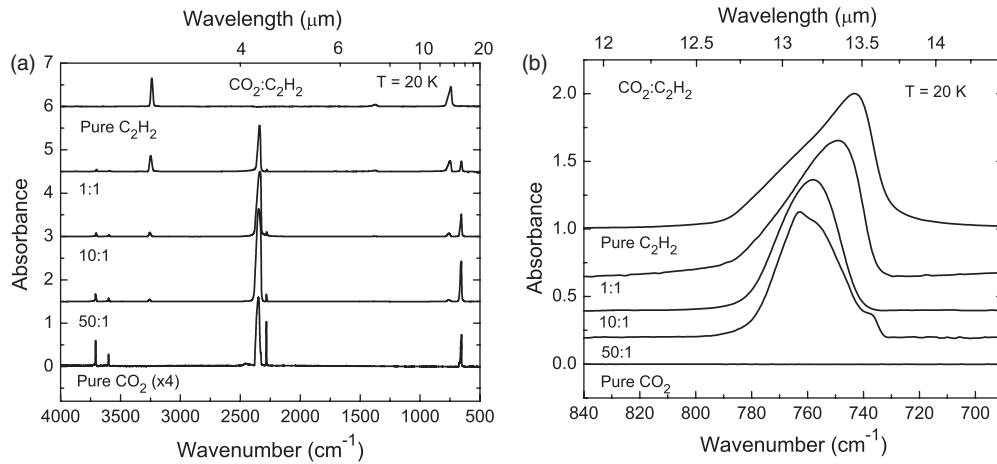 Wavelength (μm)
4 6 8 10 20
(a)
CO2:C2H2
T = 20 K
7
6
5
4
3
2
1
0
Absorbance
Pure C2H2
1:1
10:1
50:1
Pure CO2 (x4)
4000 3500 3000 2500 2000 1500 1000 500
Wavenumber (cm-1)
Wavelength (μm)
12 12.5 13 13.5 14
(b)
CO2:C2H2
T = 20 K
2.0
1.5
1.0
0.5
0.0
Absorbance
Pure C2H2
1:1
10:1
50:1
Pure CO2
840 820 800 780 760 740 720 700
Wavenumber (cm-1)